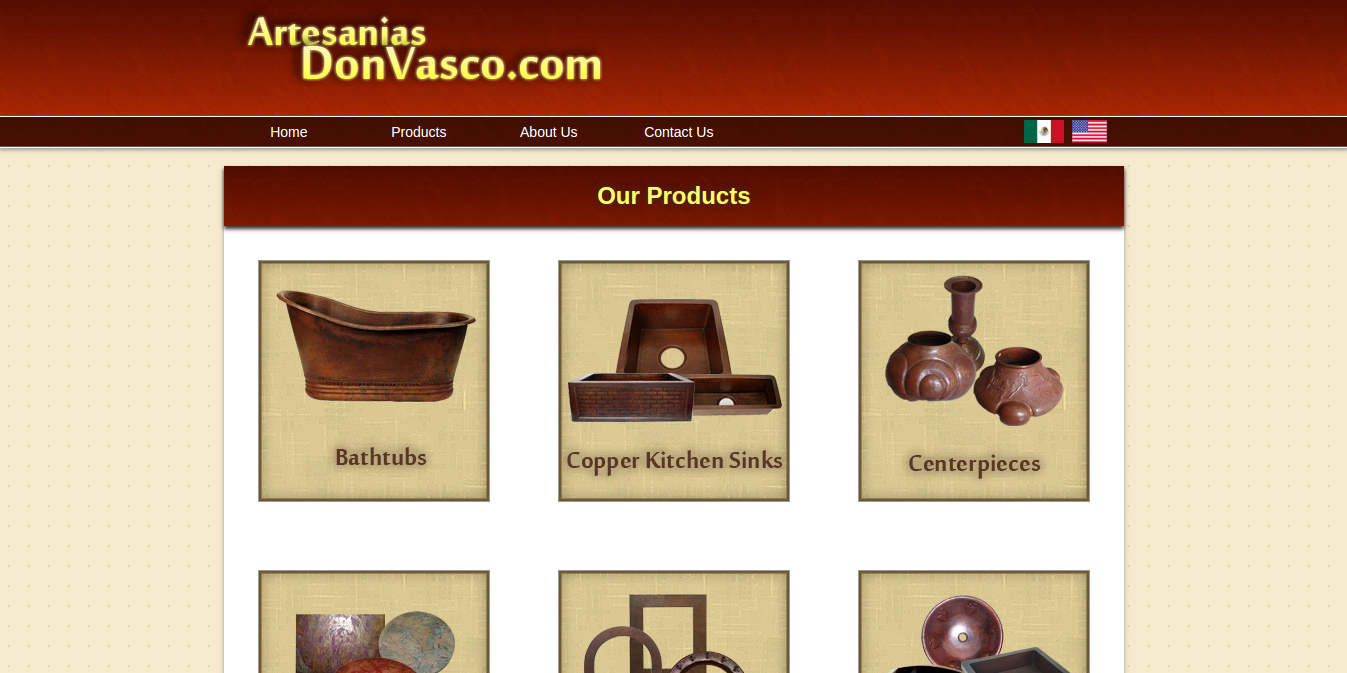 Artesanias
DonVasco.com
Home
Products
About Us
Contact Us
Our Products
Bathtubs
Copper Kitchen Sinks
Centerpieces